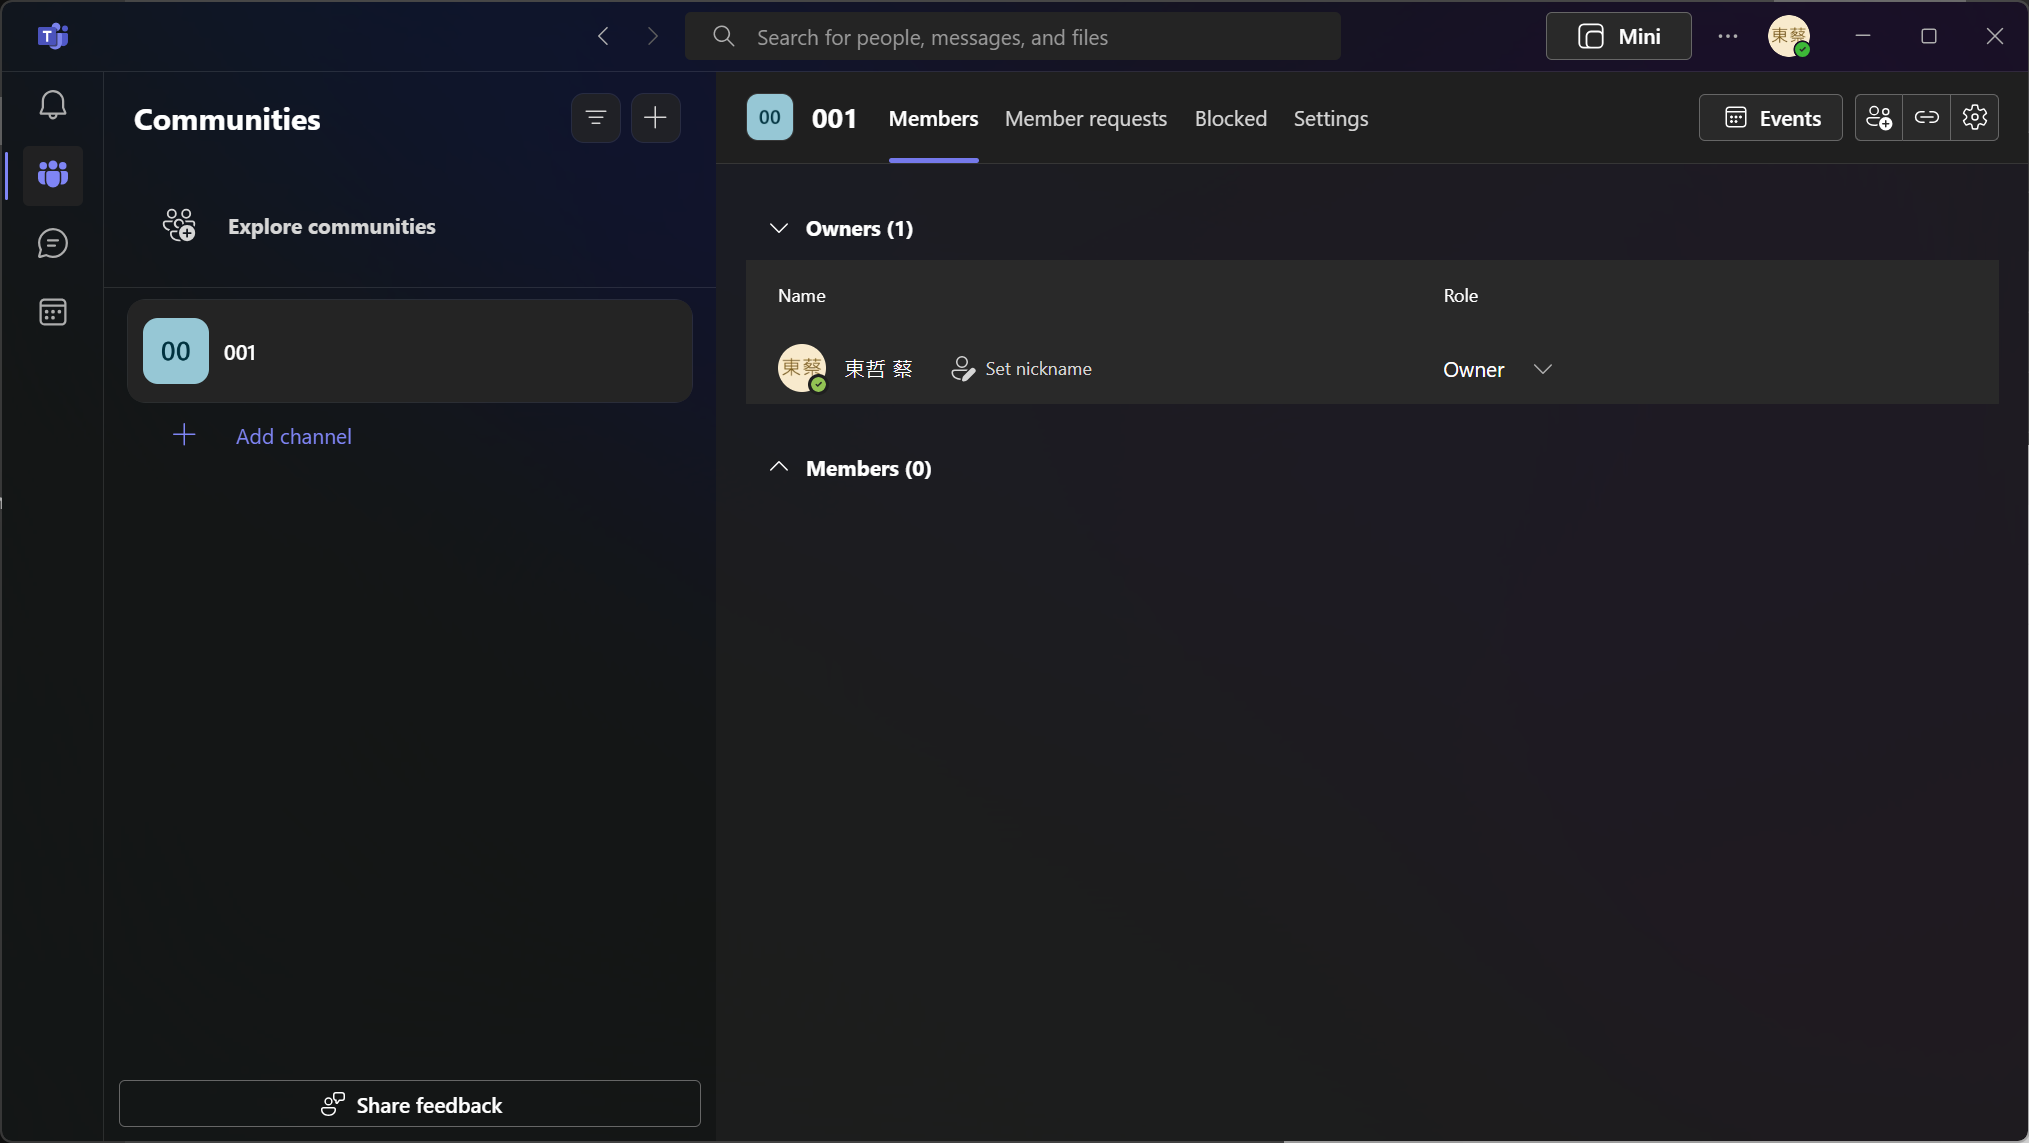 Search for people, messages, and files
Mini
東蔡
Communities
00
001
Members
Member requests
Blocked
Settings
Events
Explore communities
Owners (1)
Name
Role
00
001
東蔡
東哲 蔡
Set nickname
Owner
Add channel
Members (0)
Share feedback